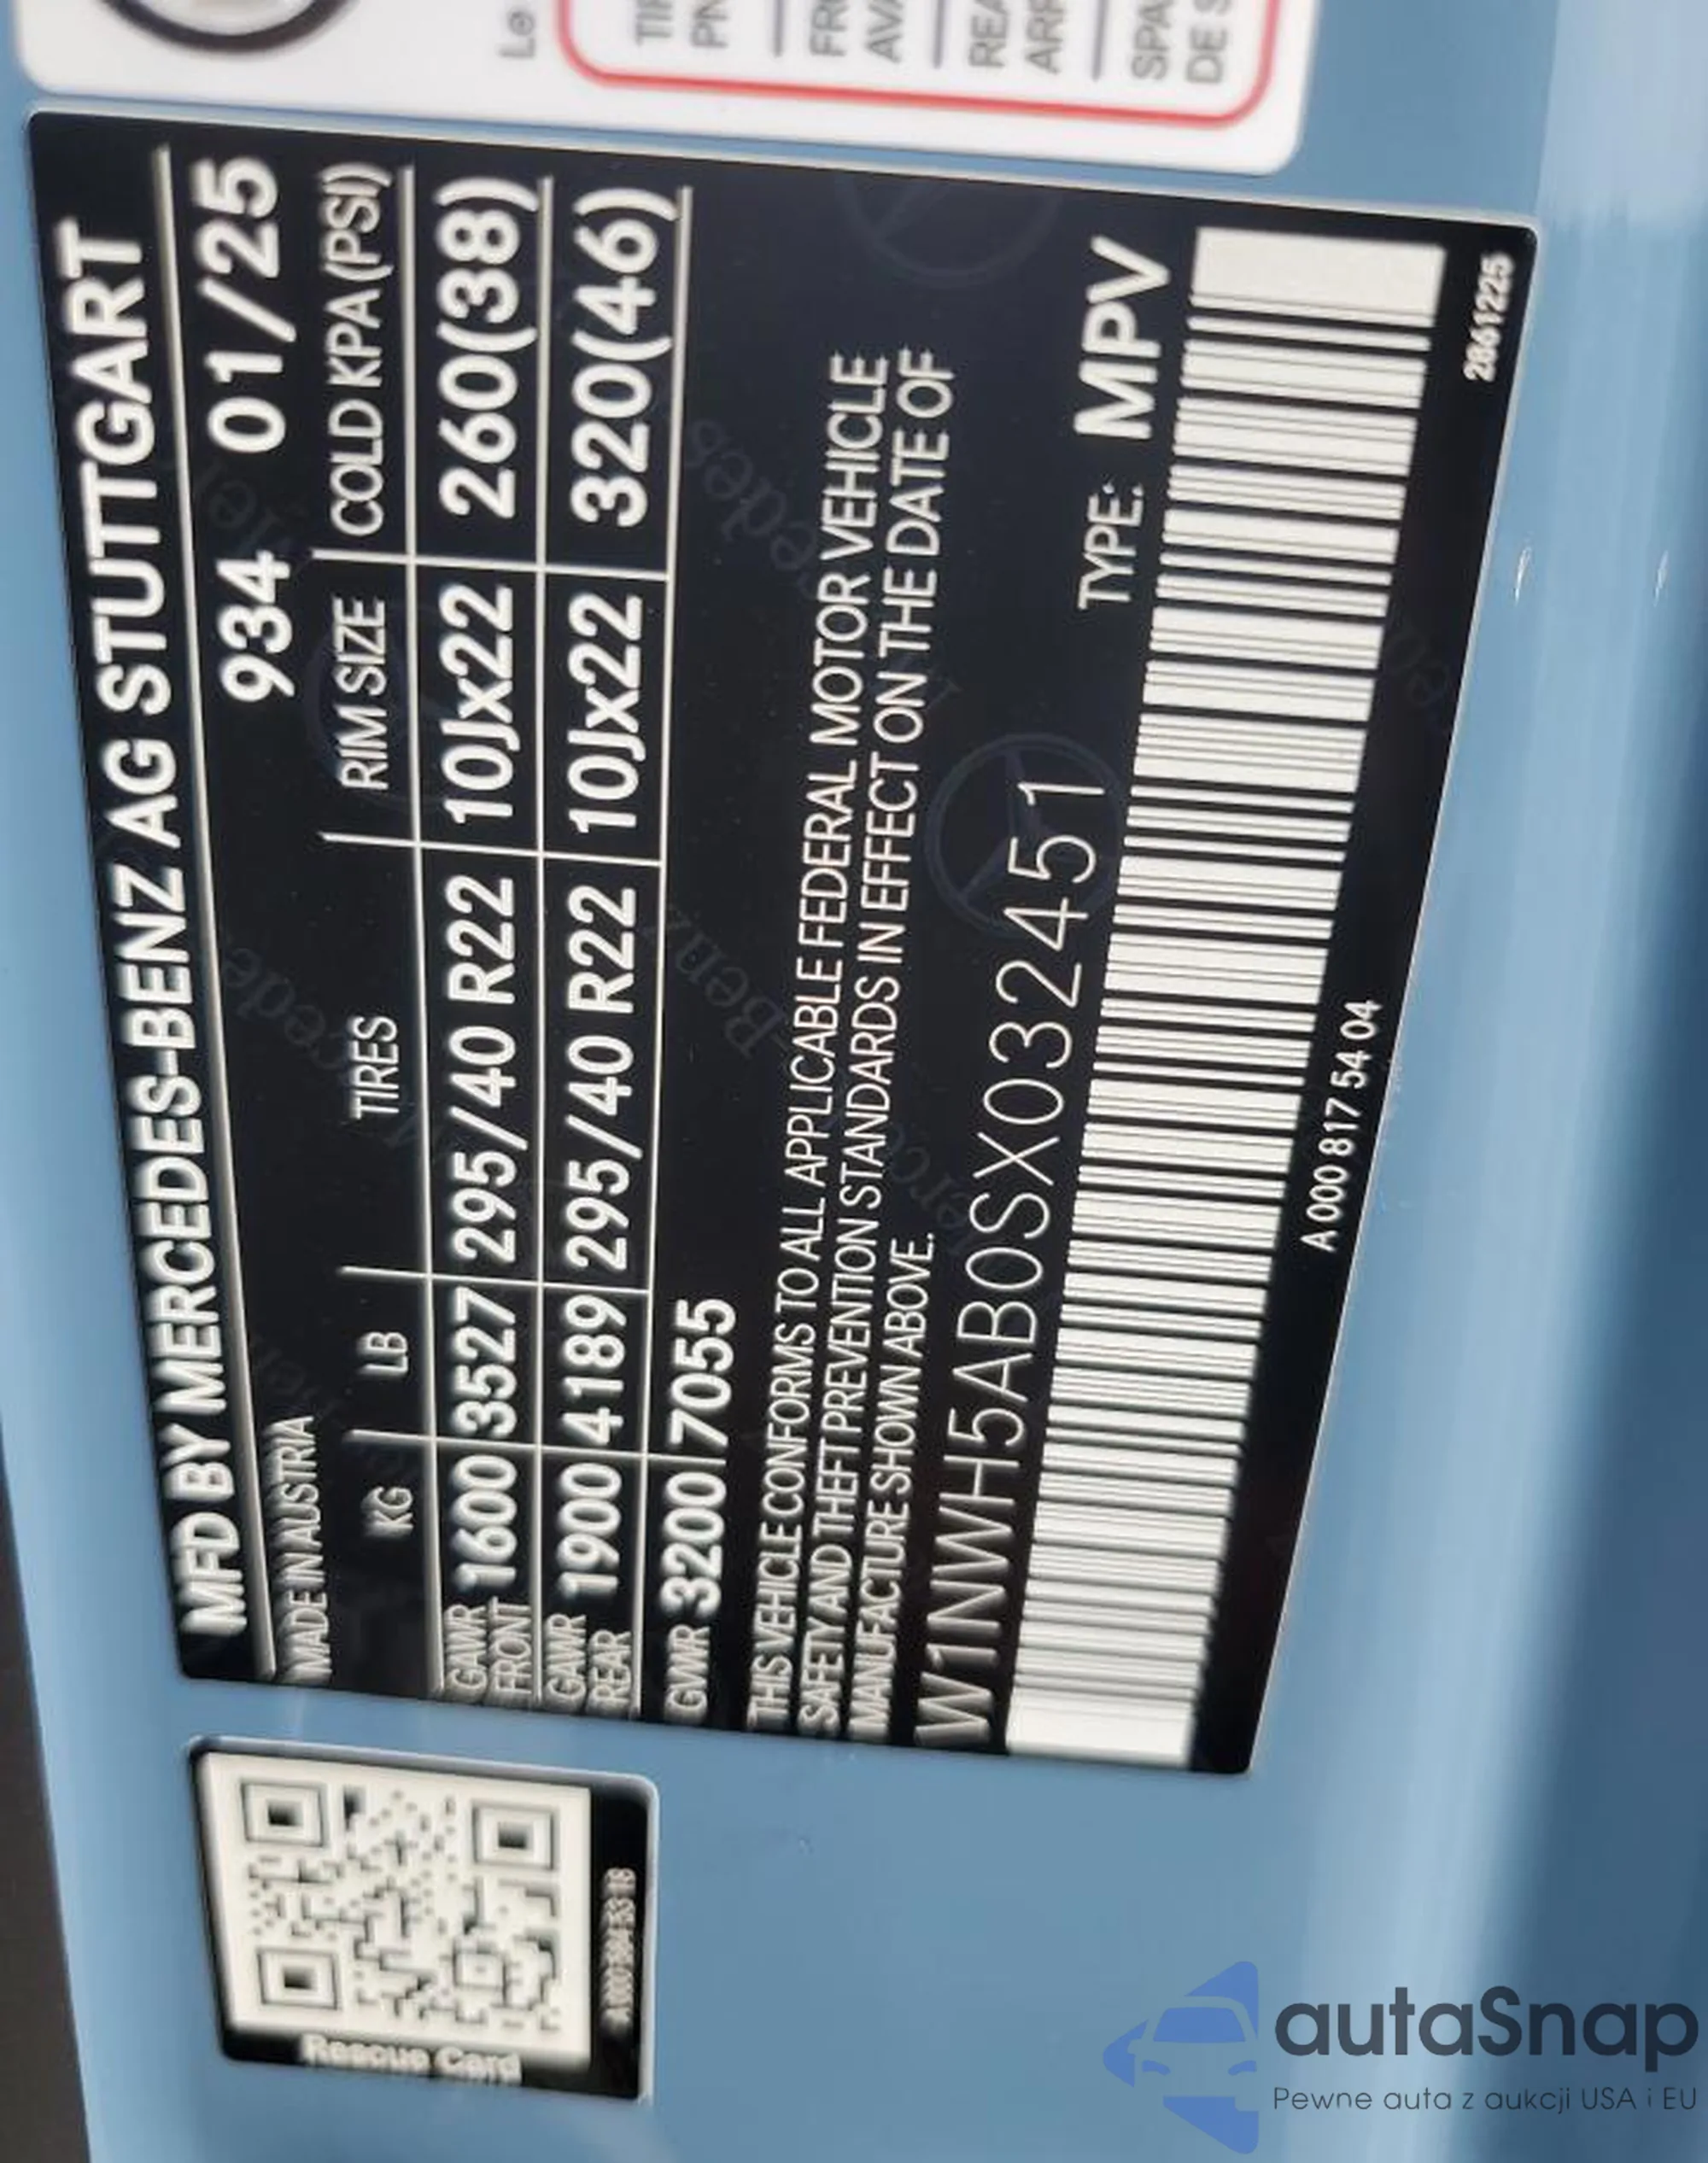 MFD BY MERCEDES-BENZ AG STUTTGART
MADE IN AUSTRIA 934 01/25
KG LB TIRES RIM SIZE COLD KPA(PSI)
GAWR FRONT 1600 3527 295/40 R22 10Jx22 260(38)
GAWR REAR 1900 4189 295/40 R22 10Jx22 320(46)
GVWR 3200 7055
THIS VEHICLE CONFORMS TO ALL APPLICABLE FEDERAL MOTOR VEHICLE
SAFETY AND THEFT PREVENTION STANDARDS IN EFFECT ON THE DATE OF
MANUFACTURE SHOWN ABOVE.
TYPE: MPV
W1NWH5AB0SX032451
A 000 817 54 04
2861225
Le
Rescue Card
autaSnap
Pewne auta z aukcji USA i EU